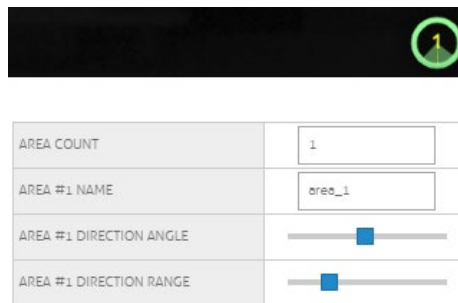 1
AREA COUNT 1
AREA #1 NAME area_1
AREA #1 DIRECTION ANGLE
AREA #1 DIRECTION RANGE